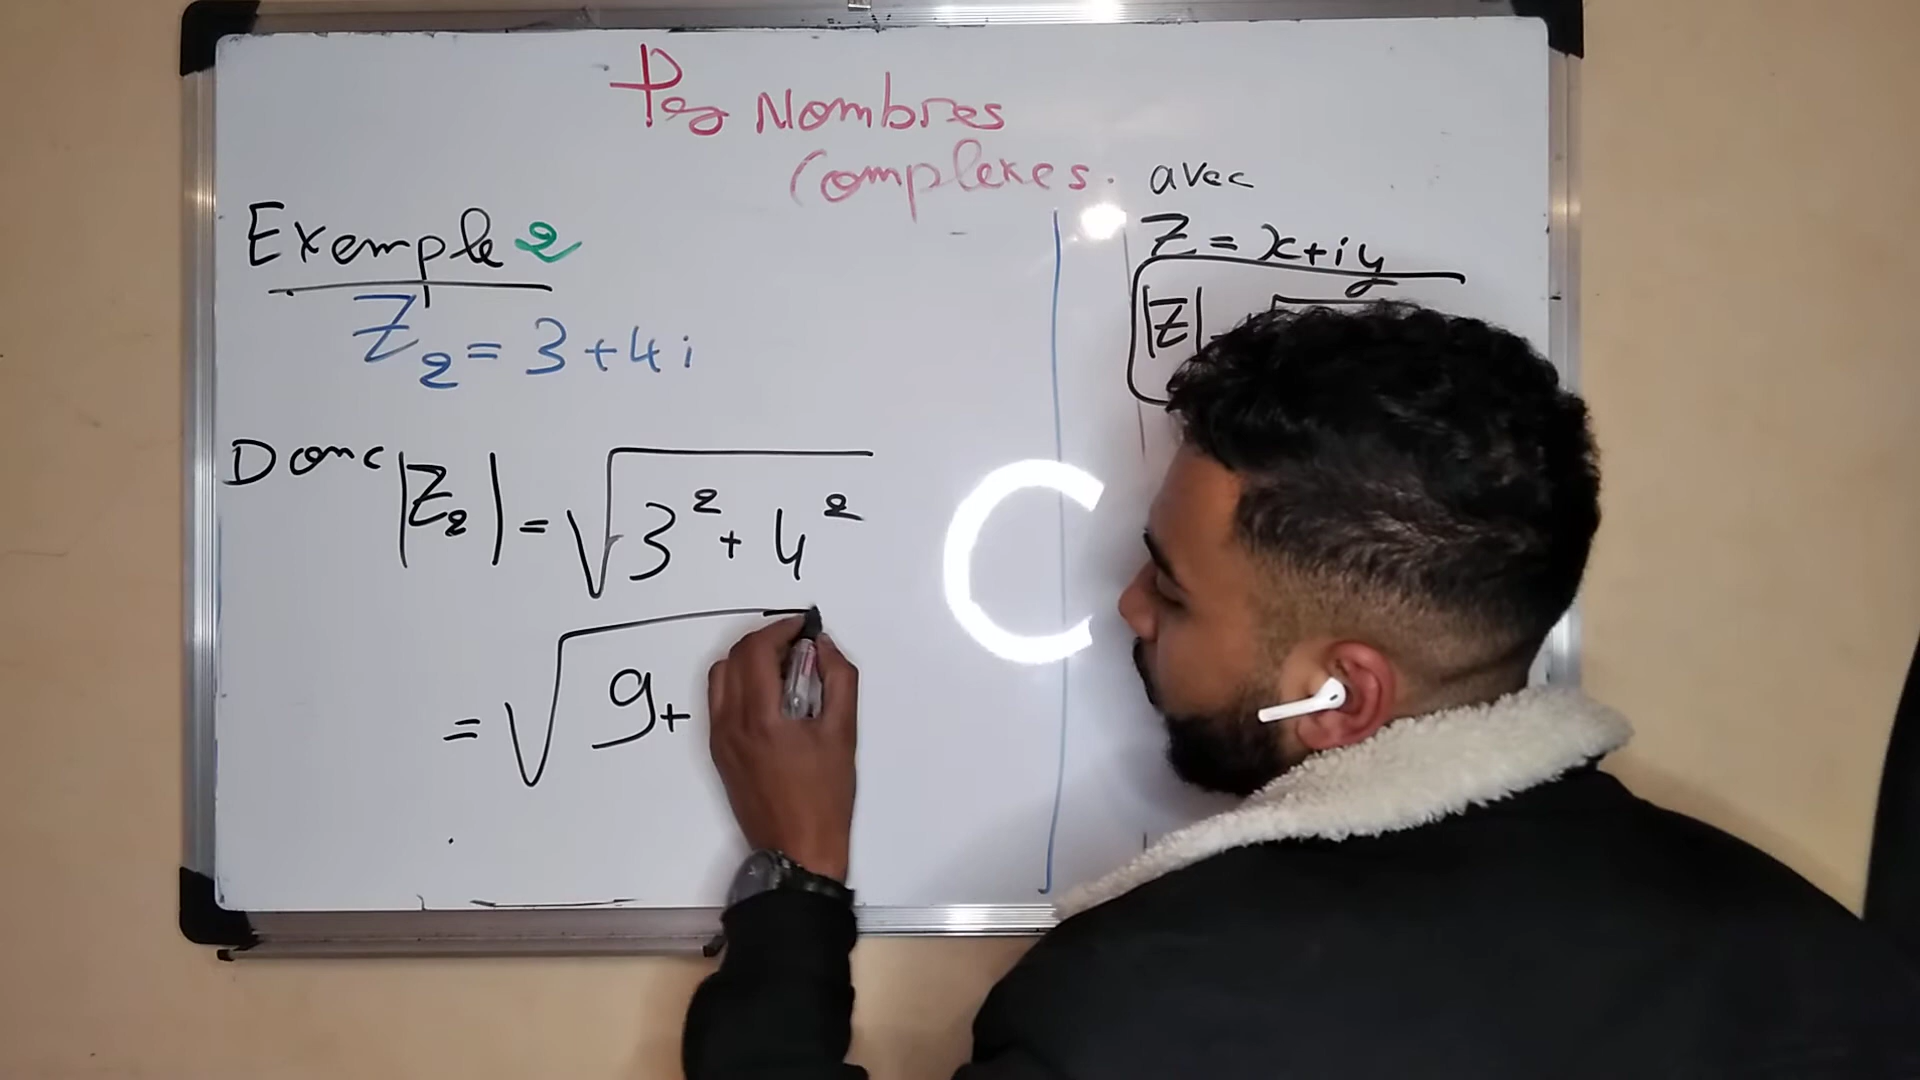 Les Nombres
Complexes.
Exemple 2
Z₂ = 3 + 4i
Donc |Z₂| = √(3² + 4²)
= √(9 +
avec
Z = x + iy
|Z| =